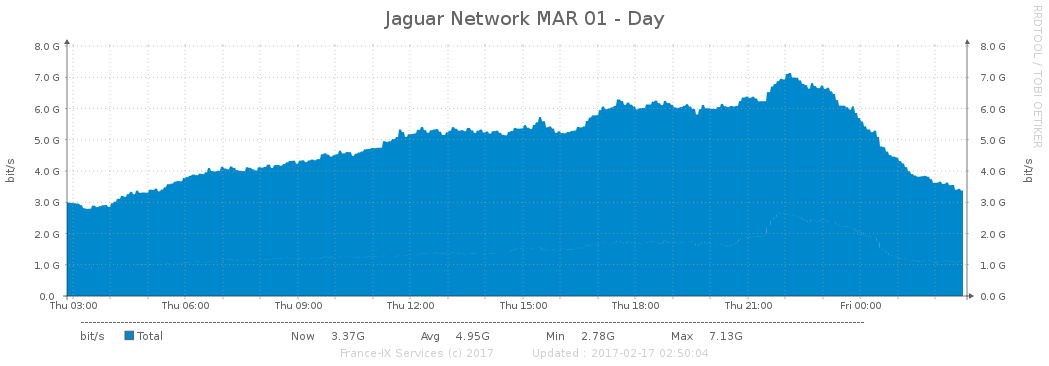 Jaguar Network MAR 01 - Day
RRDTOOL / TOBI OETIKER
bit/s
bit/s
8.0 G 8.0 G
7.0 G 7.0 G
6.0 G 6.0 G
5.0 G 5.0 G
4.0 G 4.0 G
3.0 G 3.0 G
2.0 G 2.0 G
1.0 G 1.0 G
0.0 0.0 G
Thu 03:00 Thu 06:00 Thu 09:00 Thu 12:00 Thu 15:00 Thu 18:00 Thu 21:00 Fri 00:00
bit/s Total Now 3.37G Avg 4.95G Min 2.78G Max 7.13G
France-IX Services (c) 2017 Updated : 2017-02-17 02:50:04